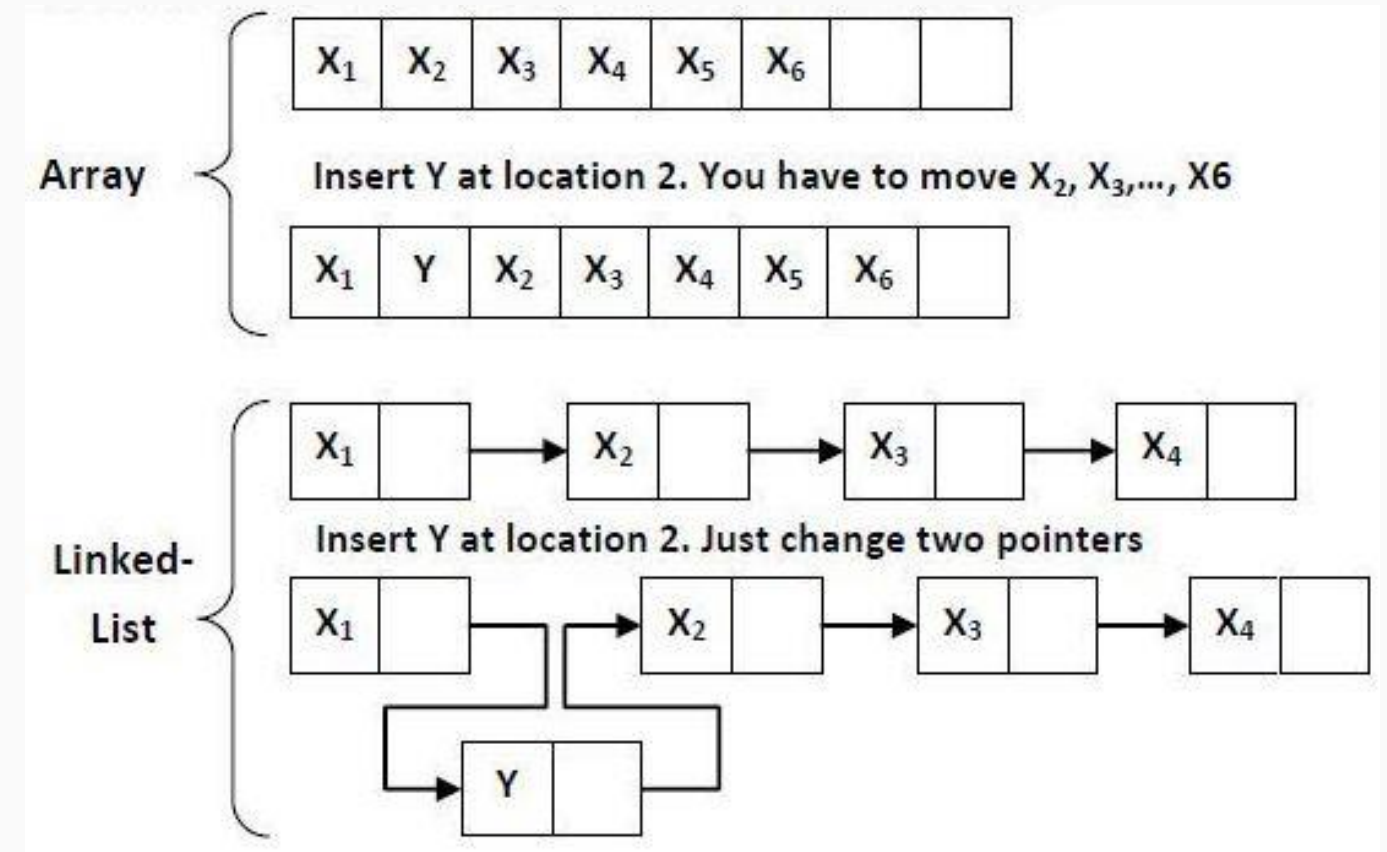 X₁ X₂ X₃ X₄ X₅ X₆
Array
Insert Y at location 2. You have to move X₂, X₃,..., X6
X₁ Y X₂ X₃ X₄ X₅ X₆
X₁ X₂ X₃ X₄
Linked-
List
Insert Y at location 2. Just change two pointers
X₁ X₂ X₃ X₄
Y